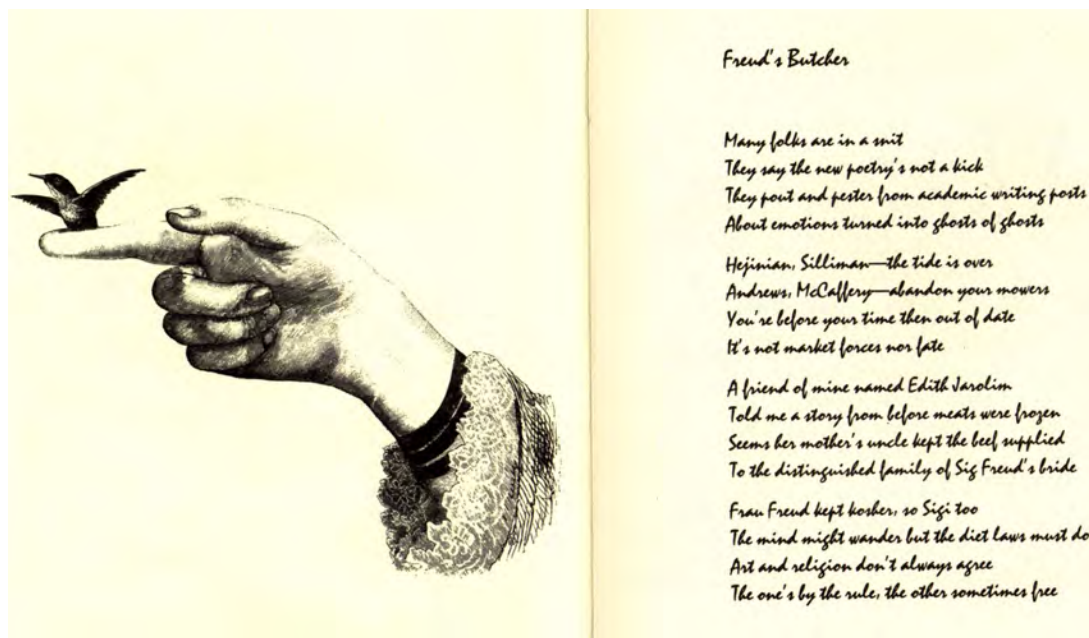 Freud's Butcher
Many folks are in a snit
They say the new poetry's not a kick
They pout and pester from academic writing posts
About emotions turned into ghosts of ghosts
Hejinian, Silliman—the tide is over
Andrews, McCaffery—abandon your mowers
You're before your time then out of date
It's not market forces nor fate
A friend of mine named Edith Jarolim
Told me a story from before meats were frozen
Seems her mother's uncle kept the beef supplied
To the distinguished family of Sig Freud's bride
Frau Freud kept kosher, so Sigi too
The mind might wander but the diet laws must do
Art and religion don't always agree
The one's by the rule, the other sometimes free